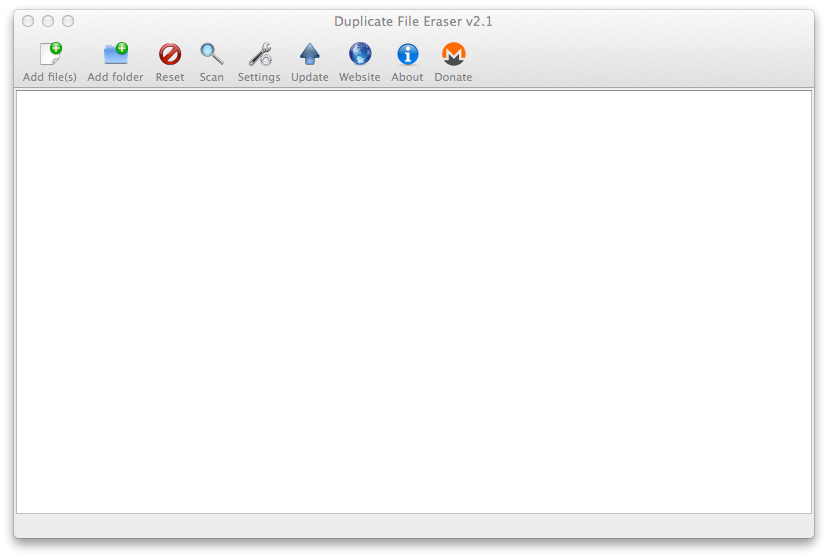 Duplicate File Eraser v2.1
Add file(s) Add folder Reset Scan Settings Update Website About Donate